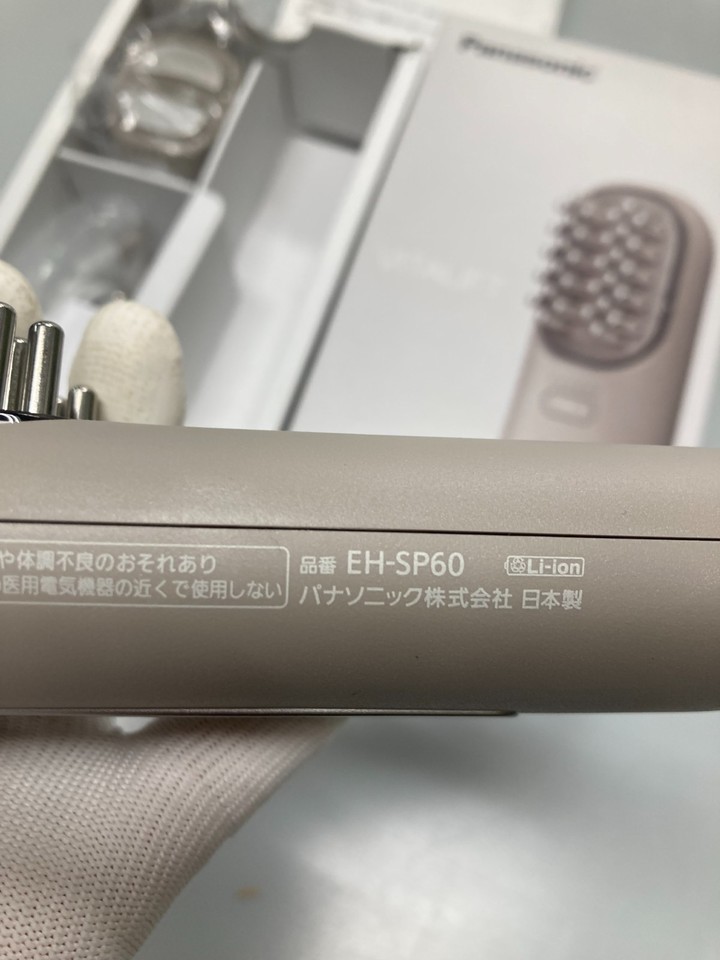 Panasonic
VITALIFT
や体調不良のおそれあり
医用電気機器の近くで使用しない
品番 EH-SP60 Li-ion
パナソニック株式会社 日本製